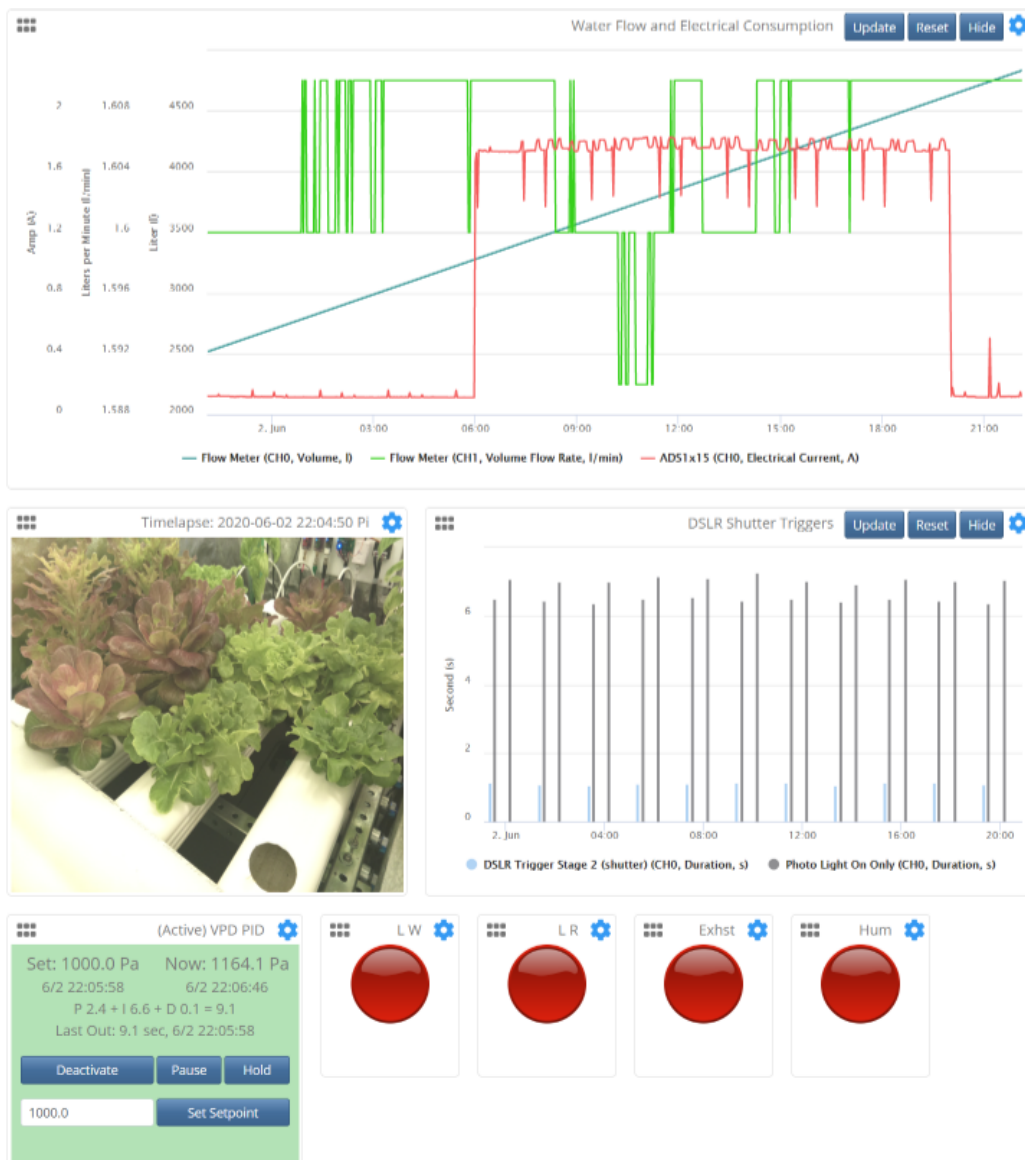 Water Flow and Electrical Consumption Update Reset Hide
2 1.608 4500
1.6 1.604 4000
1.2 1.6 3500
0.8 1.596 3000
0.4 1.592 2500
0 1.588 2000
Amp (A)
Liters per Minute (l/min)
Liter (l)
2. Jun 03:00 06:00 09:00 12:00 15:00 18:00 21:00
Flow Meter (CH0, Volume, l) Flow Meter (CH1, Volume Flow Rate, l/min) ADS1x15 (CH0, Electrical Current, A)
Timelapse: 2020-06-02 22:04:50 Pi
DSLR Shutter Triggers Update Reset Hide
6
4
2
0
Second (s)
2. Jun 04:00 08:00 12:00 16:00 20:00
DSLR Trigger Stage 2 (shutter) (CH0, Duration, s) Photo Light On Only (CH0, Duration, s)
(Active) VPD PID
Set: 1000.0 Pa Now: 1164.1 Pa
6/2 22:05:58 6/2 22:06:46
P 2.4 + I 6.6 + D 0.1 = 9.1
Last Out: 9.1 sec, 6/2 22:05:58
Deactivate Pause Hold
1000.0 Set Setpoint
L W
L R
Exhst
Hum